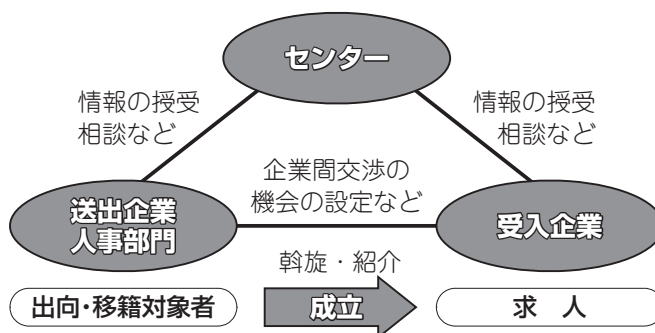 センター
情報の授受
相談など
情報の授受
相談など
企業間交渉の
機会の設定など
送出企業
人事部門
受入企業
斡旋・紹介
出向・移籍対象者
成立
求 人